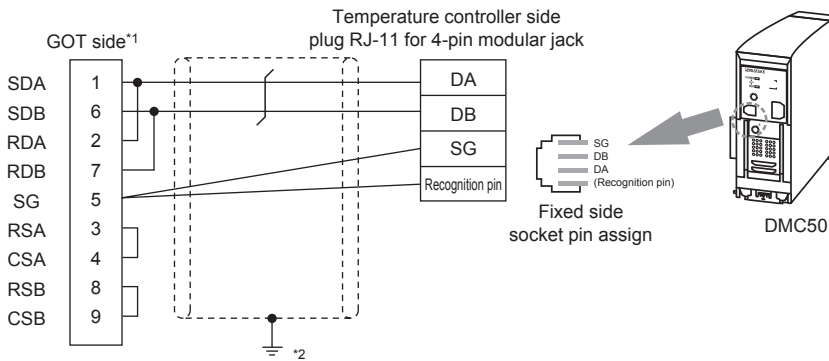 Temperature controller side
plug RJ-11 for 4-pin modular jack
GOT side*1
SDA 1 DA
SDB 6 DB
RDA 2 SG
RDB 7 Recognition pin
SG 5
RSA 3
CSA 4
RSB 8
CSB 9
*2
SG
DB
DA
(Recognition pin)
Fixed side
socket pin assign
DMC50